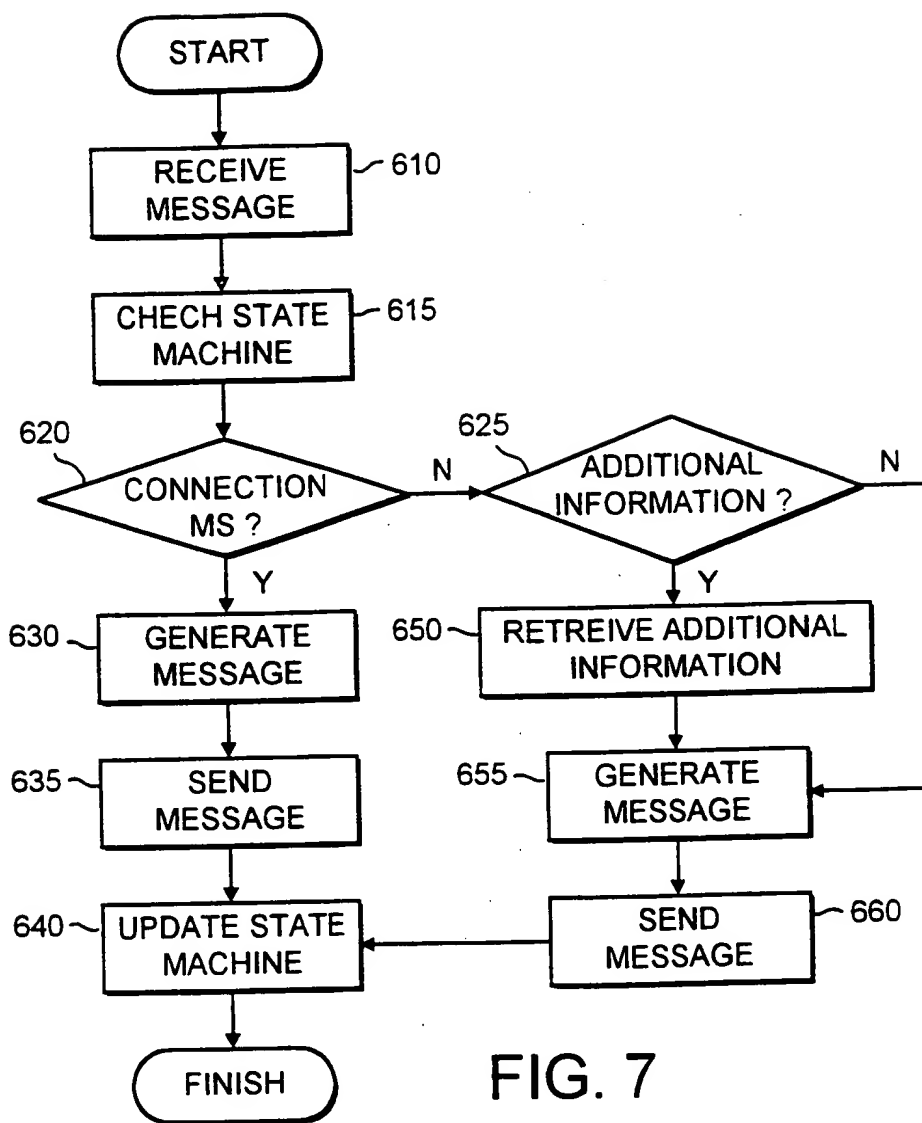 START
RECEIVE
MESSAGE
610
CHECH STATE
MACHINE
615
620
CONNECTION
MS ?
N
625
ADDITIONAL
INFORMATION ?
N
Y
Y
630
GENERATE
MESSAGE
650
RETREIVE ADDITIONAL
INFORMATION
635
SEND
MESSAGE
655
GENERATE
MESSAGE
640
UPDATE STATE
MACHINE
SEND
MESSAGE
660
FINISH
FIG. 7